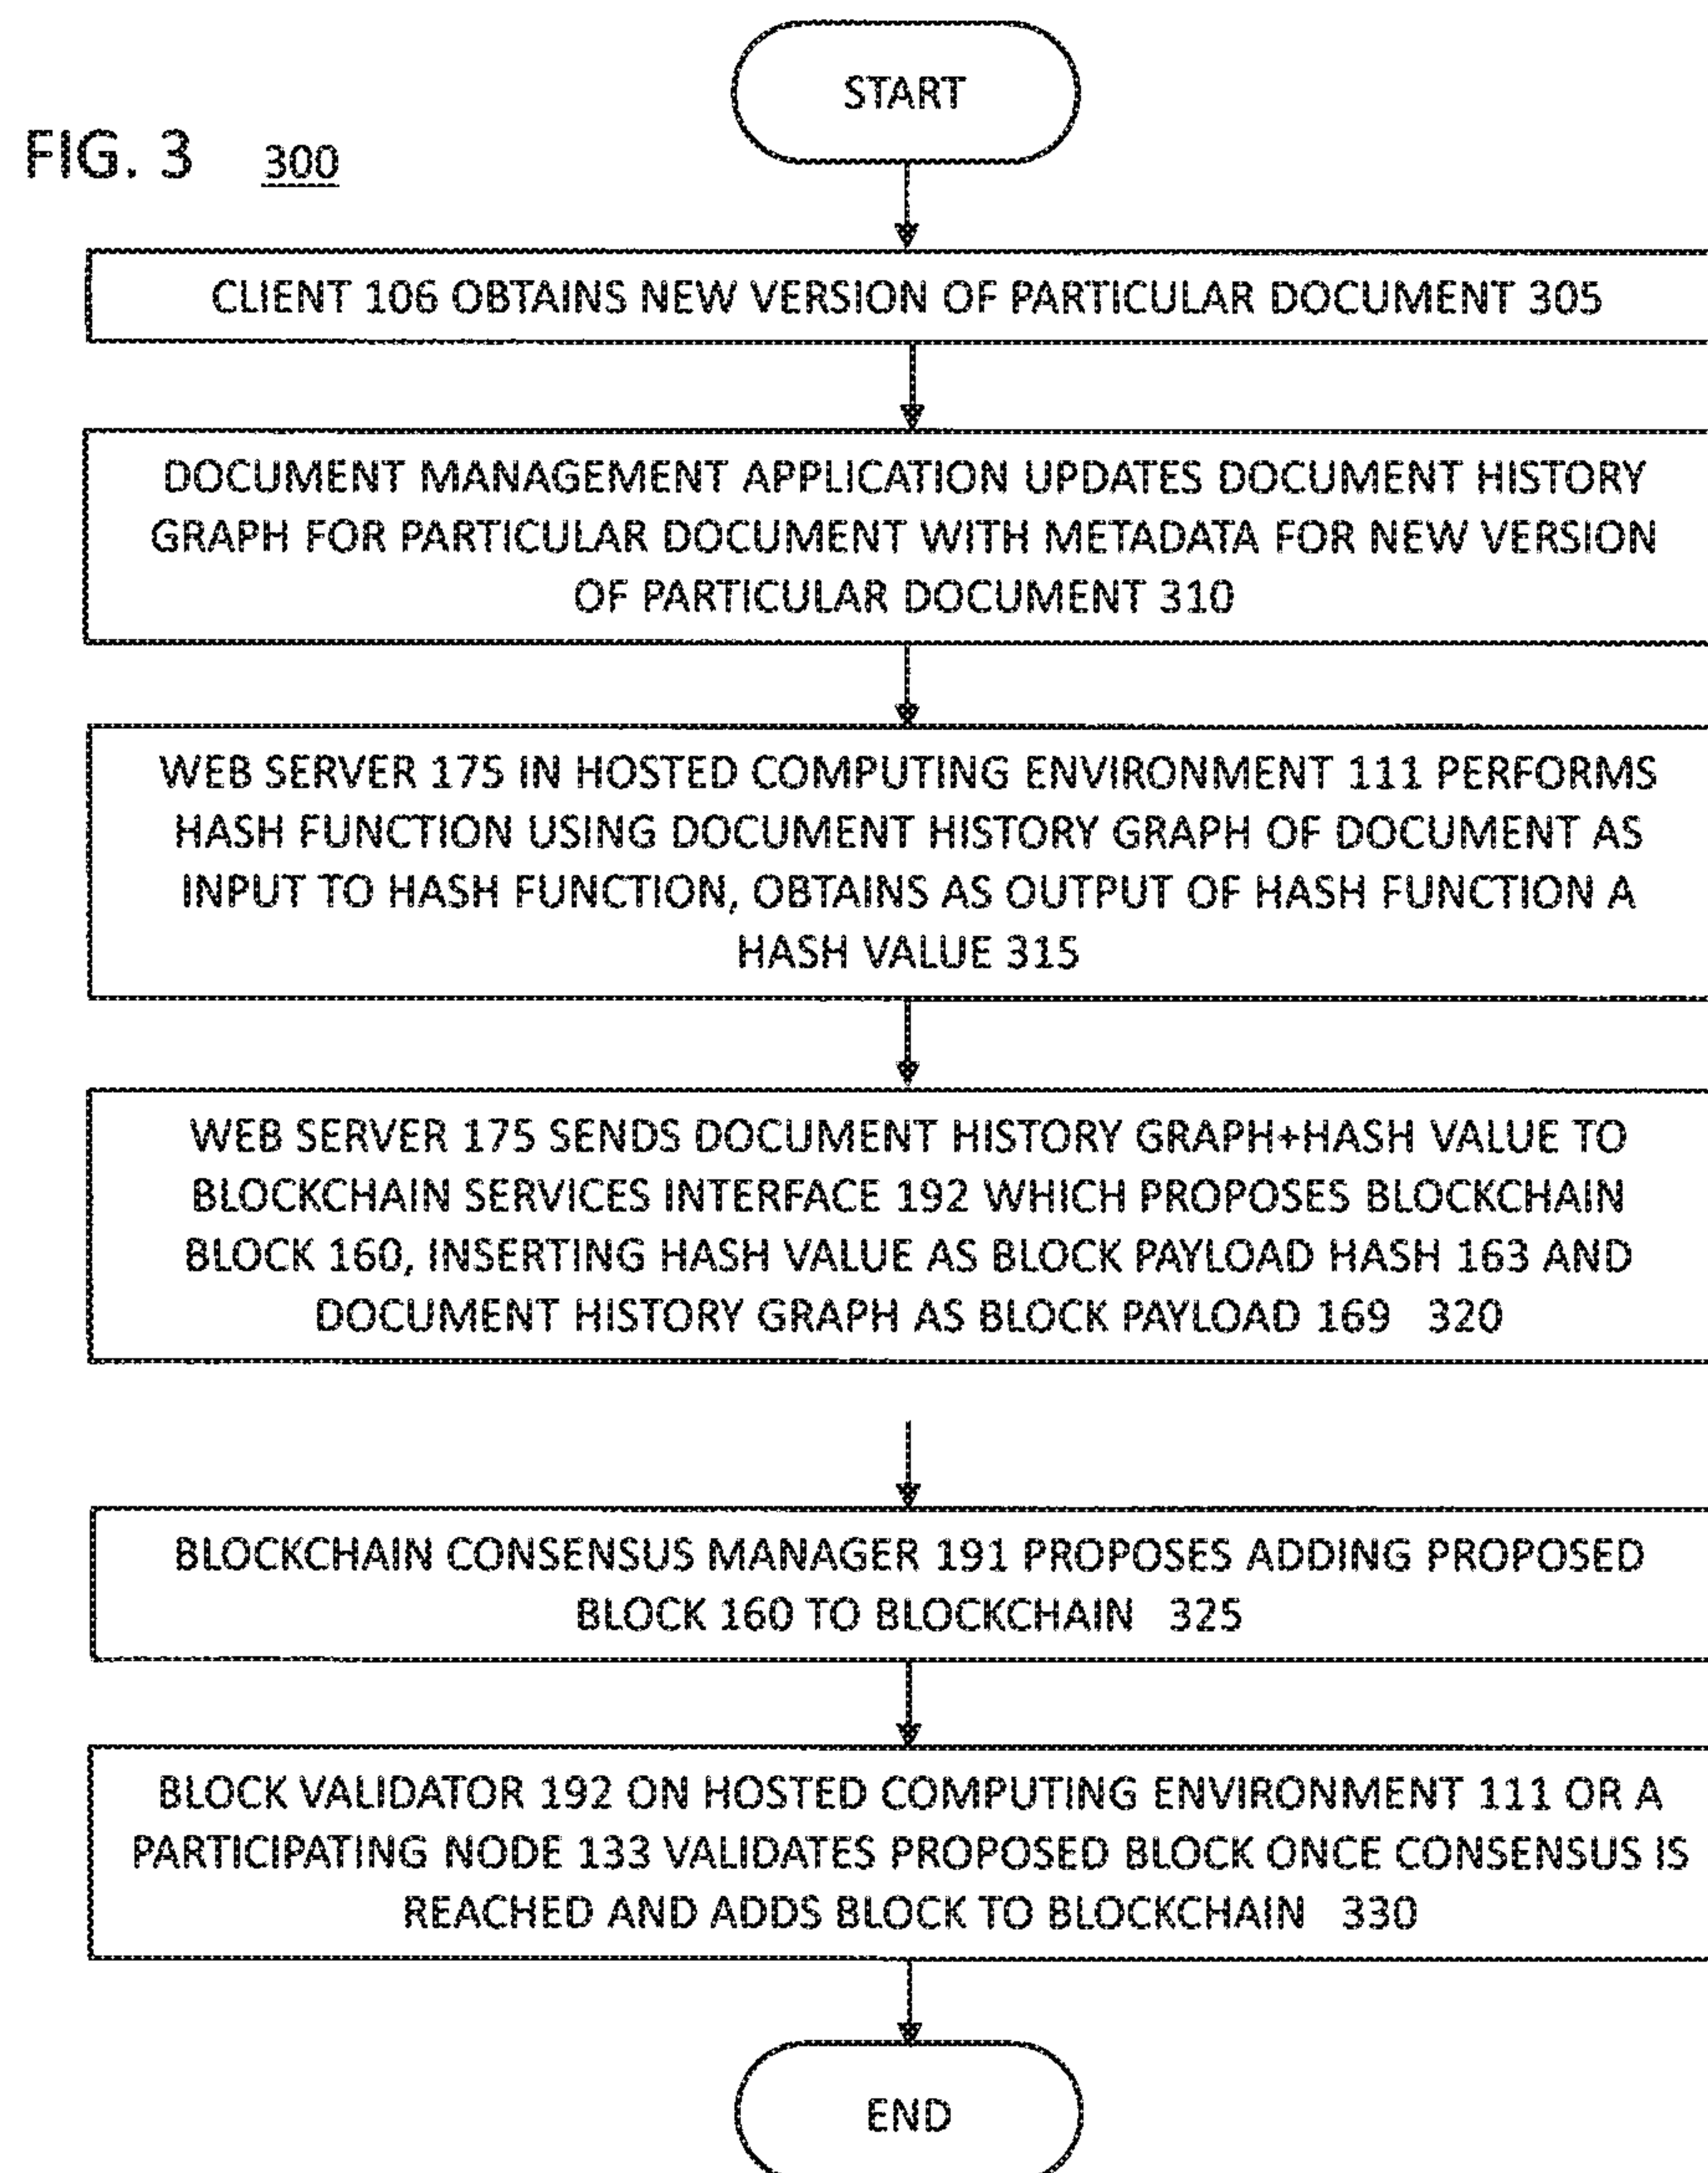 START
FIG. 3 300
CLIENT 106 OBTAINS NEW VERSION OF PARTICULAR DOCUMENT 305
DOCUMENT MANAGEMENT APPLICATION UPDATES DOCUMENT HISTORY
GRAPH FOR PARTICULAR DOCUMENT WITH METADATA FOR NEW VERSION
OF PARTICULAR DOCUMENT 310
WEB SERVER 175 IN HOSTED COMPUTING ENVIRONMENT 111 PERFORMS
HASH FUNCTION USING DOCUMENT HISTORY GRAPH OF DOCUMENT AS
INPUT TO HASH FUNCTION, OBTAINS AS OUTPUT OF HASH FUNCTION A
HASH VALUE 315
WEB SERVER 175 SENDS DOCUMENT HISTORY GRAPH+HASH VALUE TO
BLOCKCHAIN SERVICES INTERFACE 192 WHICH PROPOSES BLOCKCHAIN
BLOCK 160, INSERTING HASH VALUE AS BLOCK PAYLOAD HASH 163 AND
DOCUMENT HISTORY GRAPH AS BLOCK PAYLOAD 169 320
BLOCKCHAIN CONSENSUS MANAGER 191 PROPOSES ADDING PROPOSED
BLOCK 160 TO BLOCKCHAIN 325
BLOCK VALIDATOR 192 ON HOSTED COMPUTING ENVIRONMENT 111 OR A
PARTICIPATING NODE 133 VALIDATES PROPOSED BLOCK ONCE CONSENSUS IS
REACHED AND ADDS BLOCK TO BLOCKCHAIN 330
END